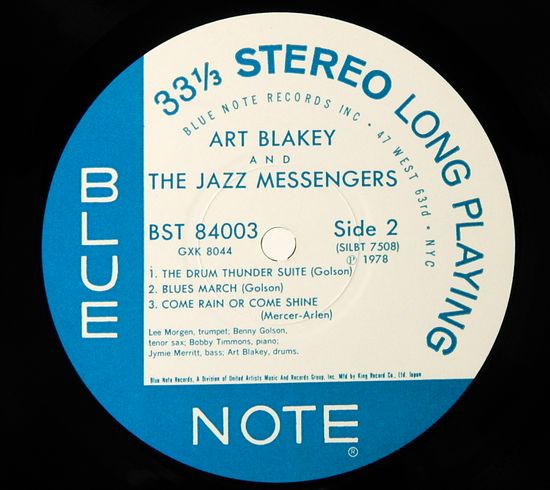 33 1/3 STEREO LONG PLAYING
BLUE NOTE RECORDS INC • 47 WEST 63rd • NYC
ART BLAKEY
AND
THE JAZZ MESSENGERS
BST 84003
GXK 8044
Side 2
(SILBT 7508)
Ⓟ 1978
1. THE DRUM THUNDER SUITE (Golson)
2. BLUES MARCH (Golson)
3. COME RAIN OR COME SHINE
(Mercer-Arlen)
Lee Morgen, trumpet; Benny Golson,
tenor sax; Bobby Timmons, piano;
Jymie Merritt, bass; Art Blakey, drums.
Blue Note Records, A Division of United Artists Music And Records Group, Inc. Mfd by King Record Co., Ltd. Japan
BLUE
NOTE®